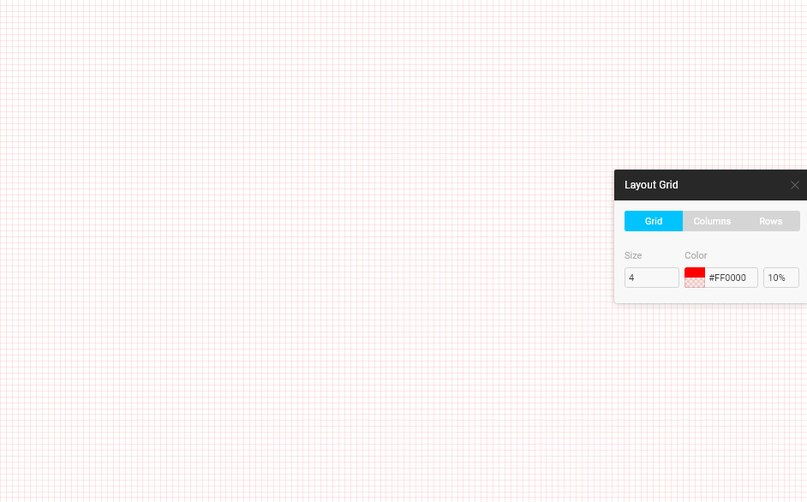 Layout Grid
Grid Columns Rows
Size Color
4 #FF0000 10%